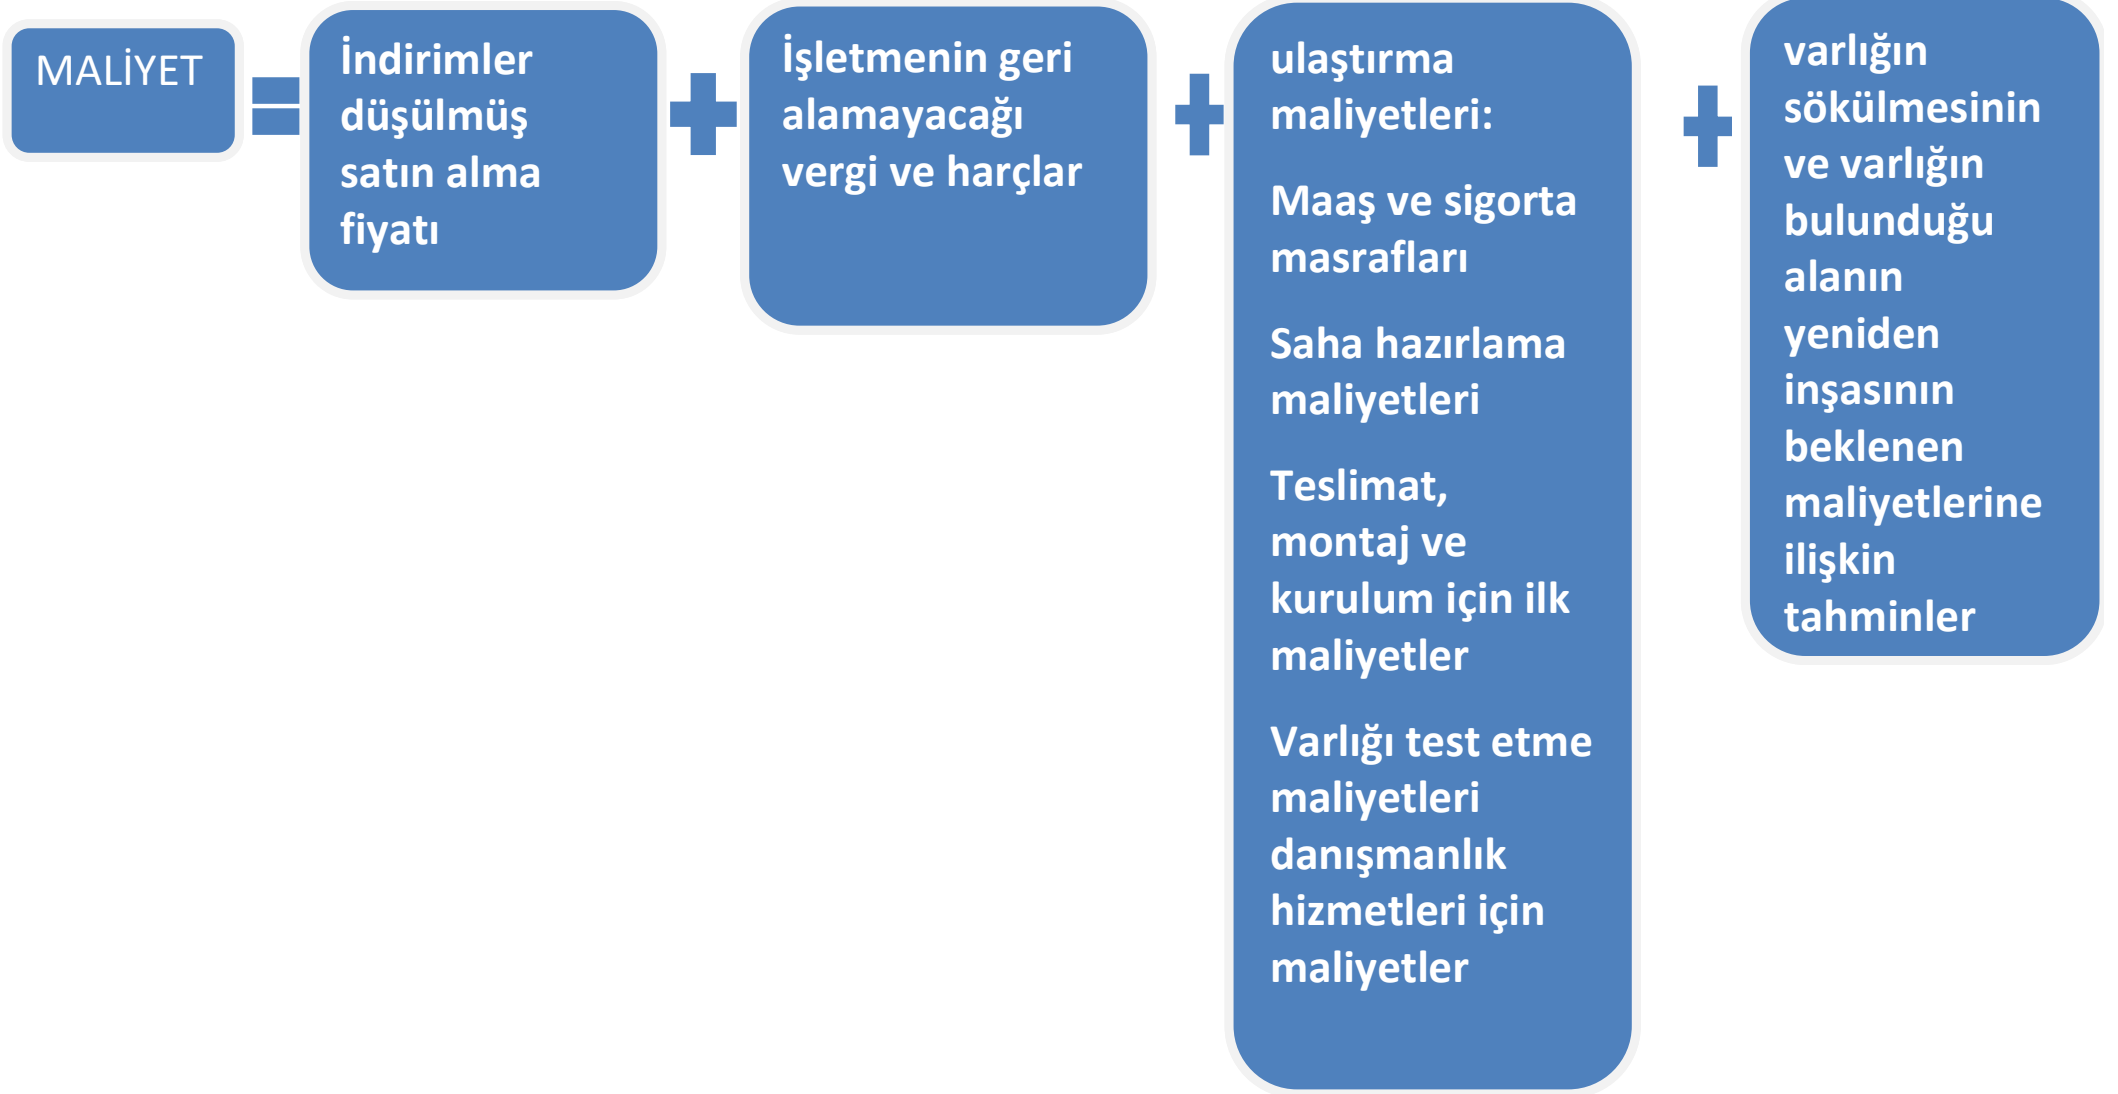 MALİYET
İndirimler
düşülmüş
satın alma
fiyatı
İşletmenin geri
alamayacağı
vergi ve harçlar
ulaştırma
maliyetleri:
Maaş ve sigorta
masrafları
Saha hazırlama
maliyetleri
Teslimat,
montaj ve
kurulum için ilk
maliyetler
Varlığı test etme
maliyetleri
danışmanlık
hizmetleri için
maliyetler
varlığın
sökülmesinin
ve varlığın
bulunduğu
alanın
yeniden
inşasının
beklenen
maliyetlerine
ilişkin
tahminler